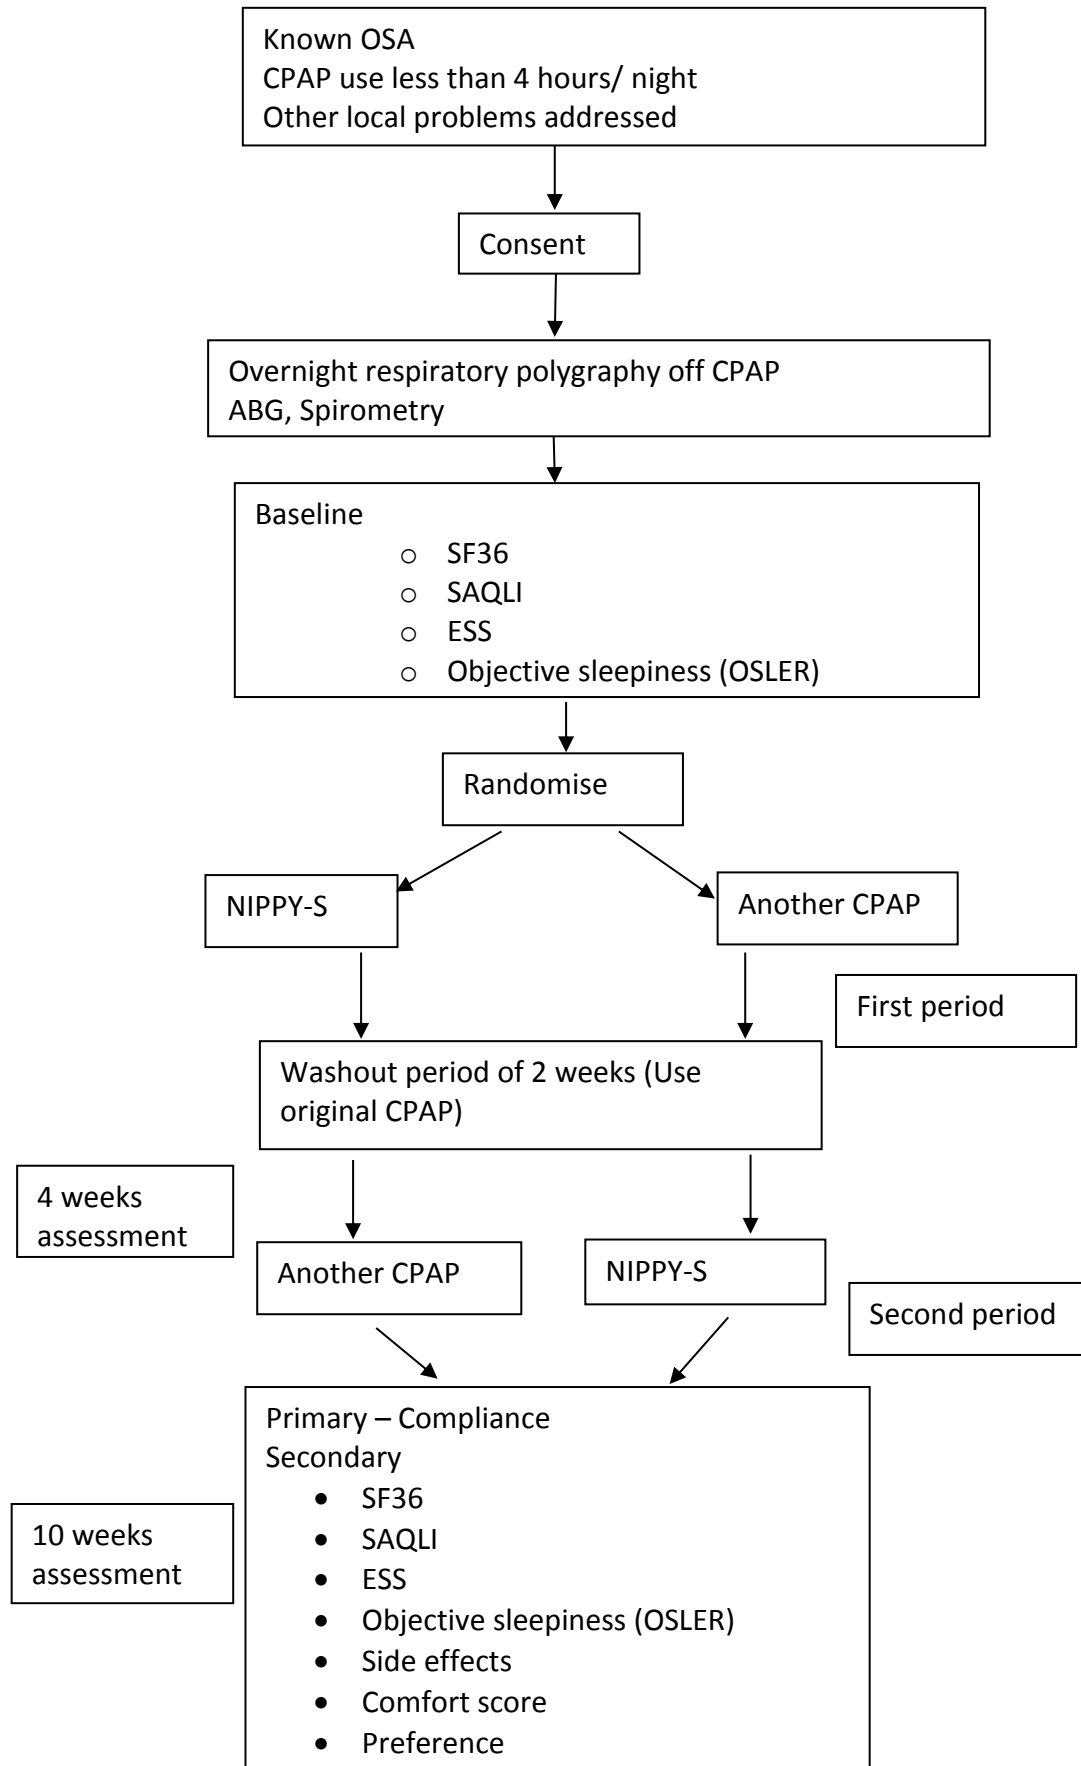 Known OSA
CPAP use less than 4 hours/ night
Other local problems addressed
Consent
Overnight respiratory polygraphy off CPAP
ABG, Spirometry
Baseline
o SF36
o SAQLI
o ESS
o Objective sleepiness (OSLER)
Randomise
NIPPY-S
Another CPAP
First period
Washout period of 2 weeks (Use
original CPAP)
4 weeks
assessment
Another CPAP
NIPPY-S
Second period
Primary – Compliance
Secondary
• SF36
• SAQLI
• ESS
• Objective sleepiness (OSLER)
• Side effects
• Comfort score
• Preference
10 weeks
assessment